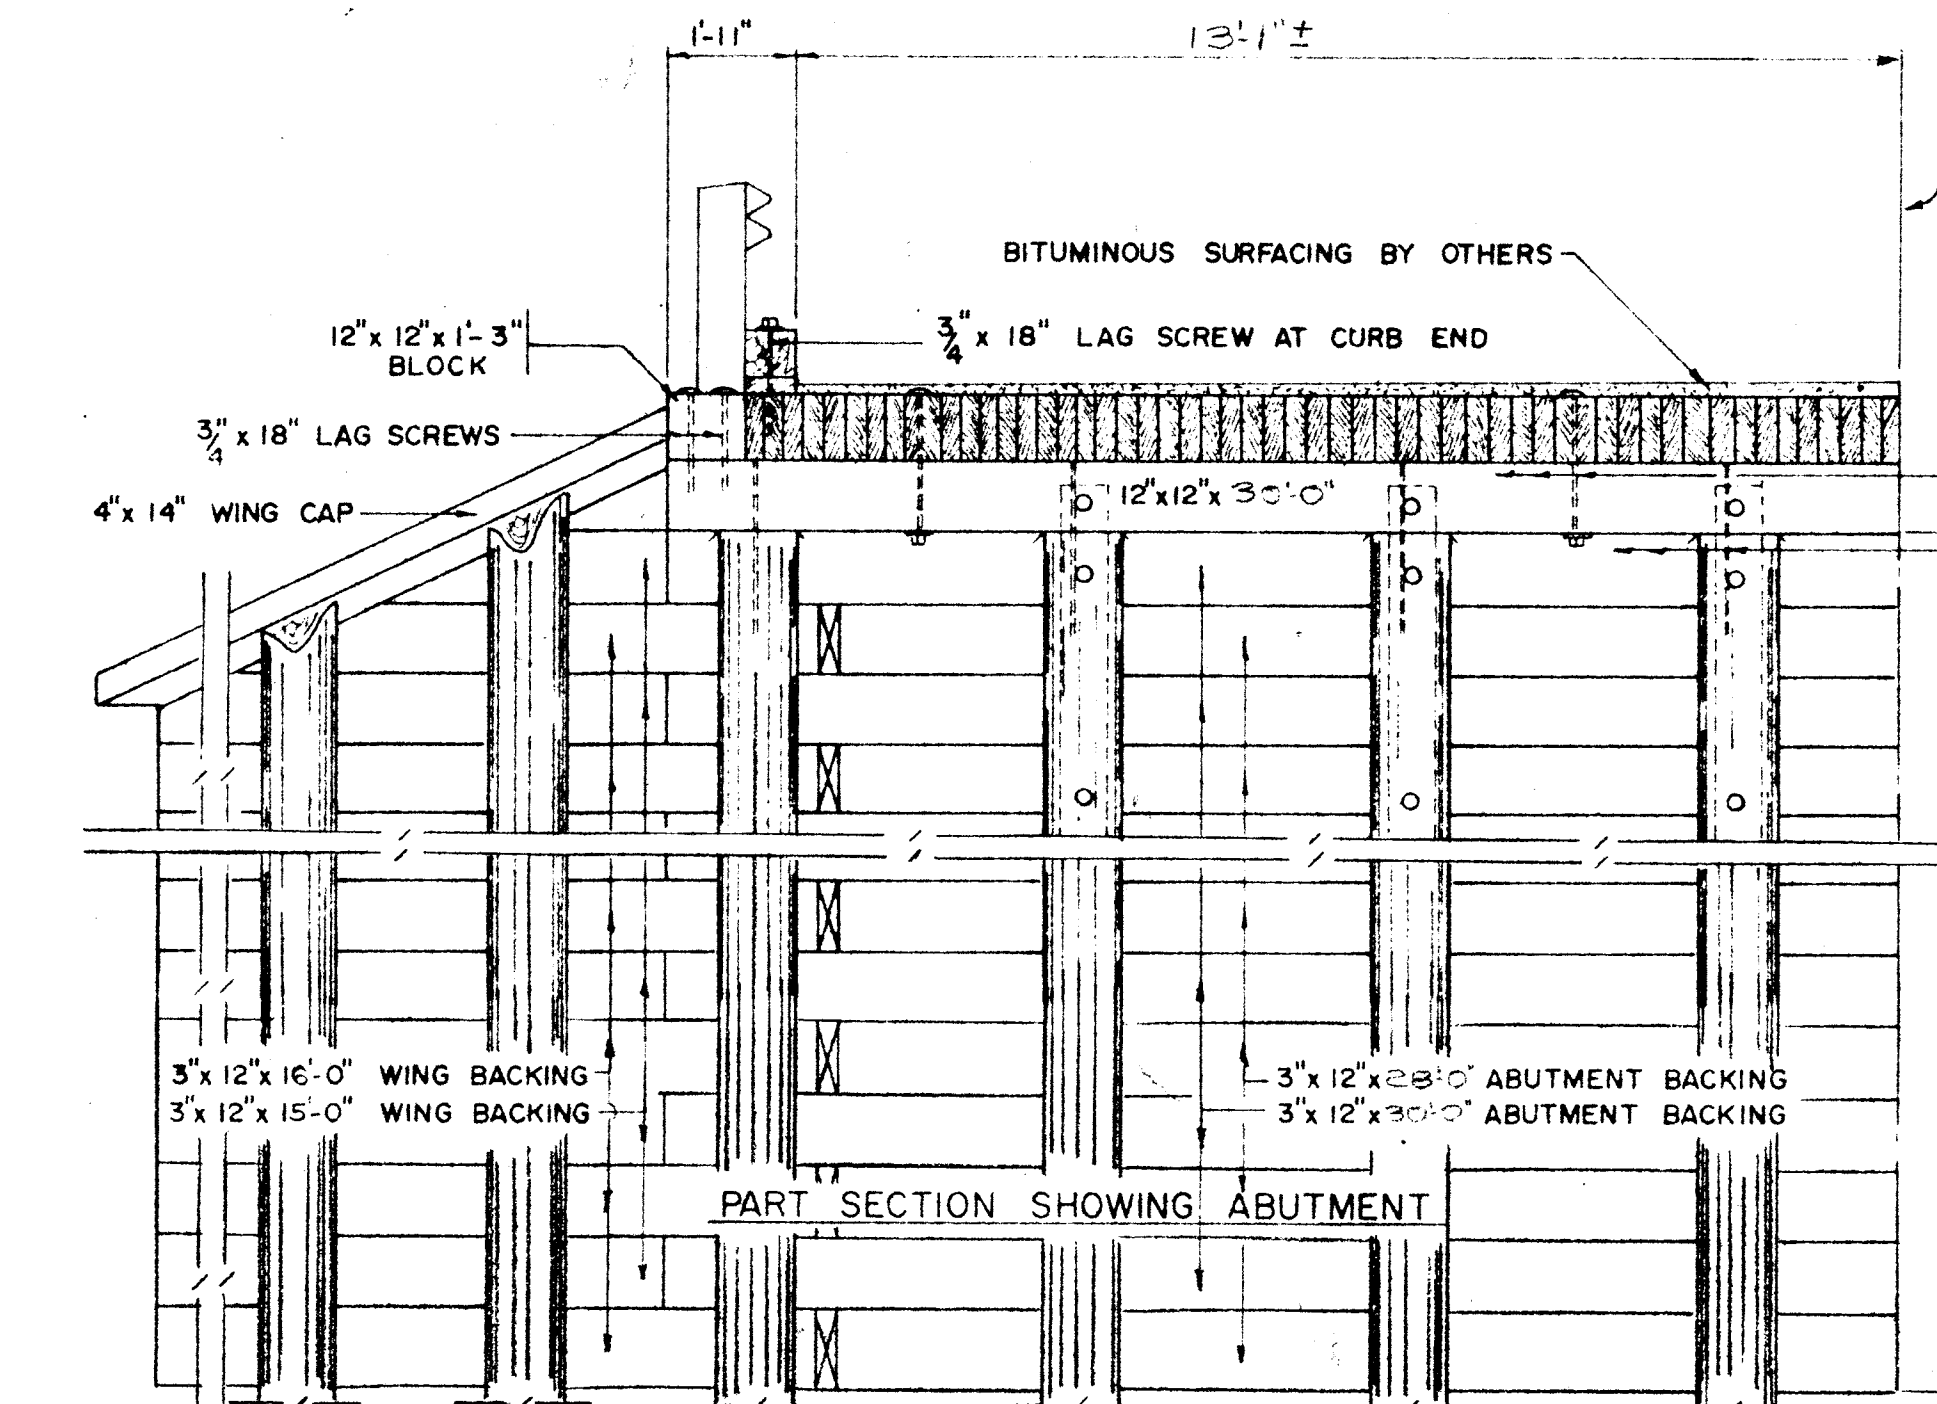 1'-11"
13'-1" ±
BITUMINOUS SURFACING BY OTHERS
12" x 12" x 1'-3"
BLOCK
3/4" x 18" LAG SCREW AT CURB END
3/4" x 18" LAG SCREWS
4" x 14" WING CAP
12" x 12" x 30'-0"
3" x 12" x 16'-0" WING BACKING
3" x 12" x 15'-0" WING BACKING
3" x 12" x 28'-0" ABUTMENT BACKING
3" x 12" x 30'-0" ABUTMENT BACKING
PART SECTION SHOWING ABUTMENT